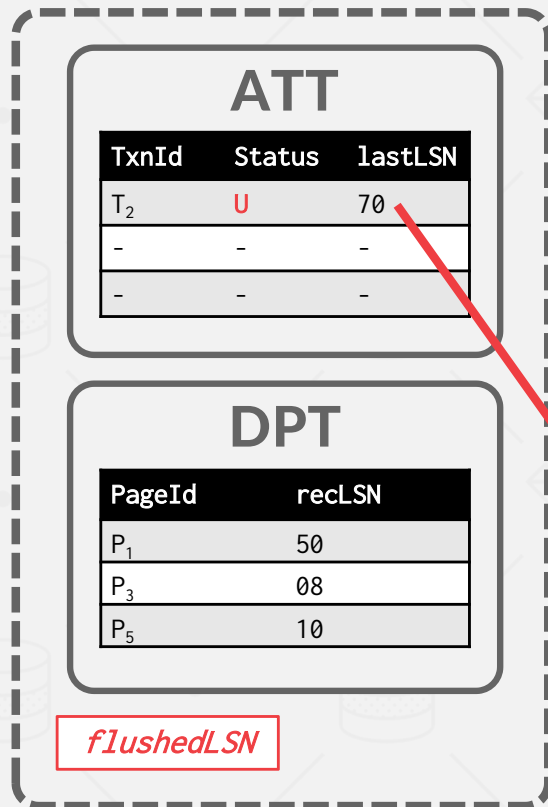 ATT
TxnId Status lastLSN
T₂ U 70
- - -
- - -
DPT
PageId recLSN
P₁ 50
P₃ 08
P₅ 10
flushedLSN